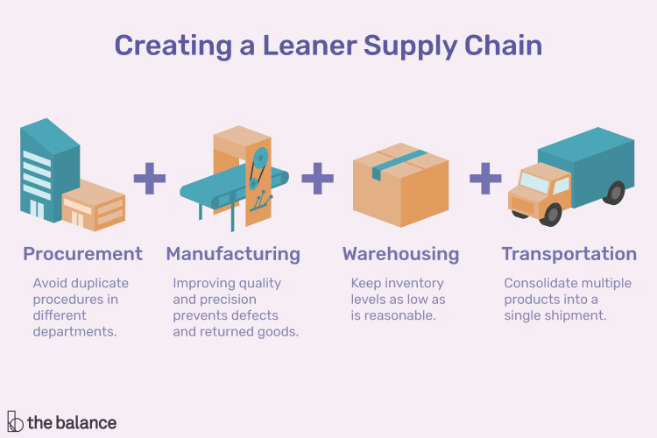 Creating a Leaner Supply Chain
Procurement
Avoid duplicate
procedures in
different
departments.
Manufacturing
Improving quality
and precision
prevents defects
and returned goods.
Warehousing
Keep inventory
levels as low as
is reasonable.
Transportation
Consolidate multiple
products into a
single shipment.
the balance